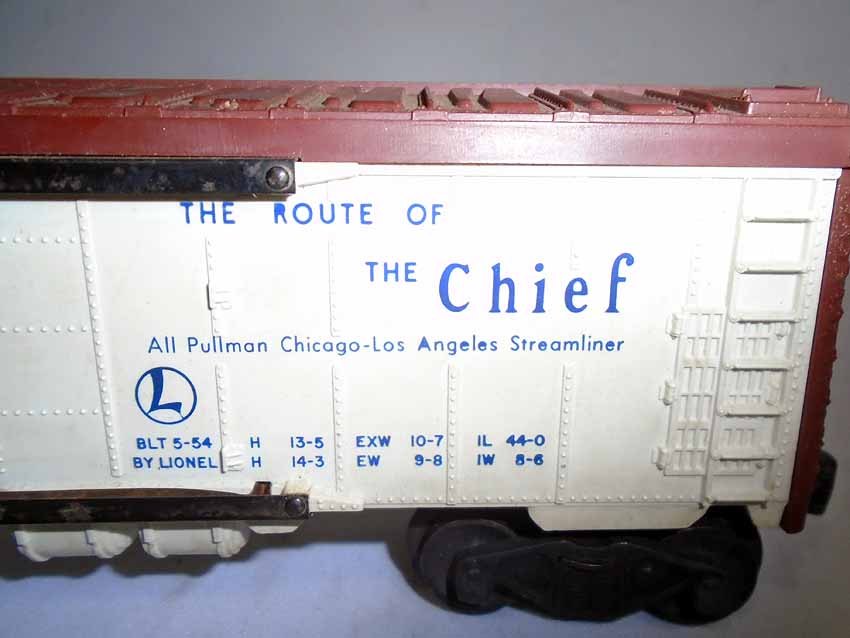 THE ROUTE OF
THE Chief
All Pullman Chicago-Los Angeles Streamliner
L
BLT 5-54 H 13-5 EXW 10-7 IL 44-0
BY LIONEL H 14-3 EW 9-8 IW 8-6